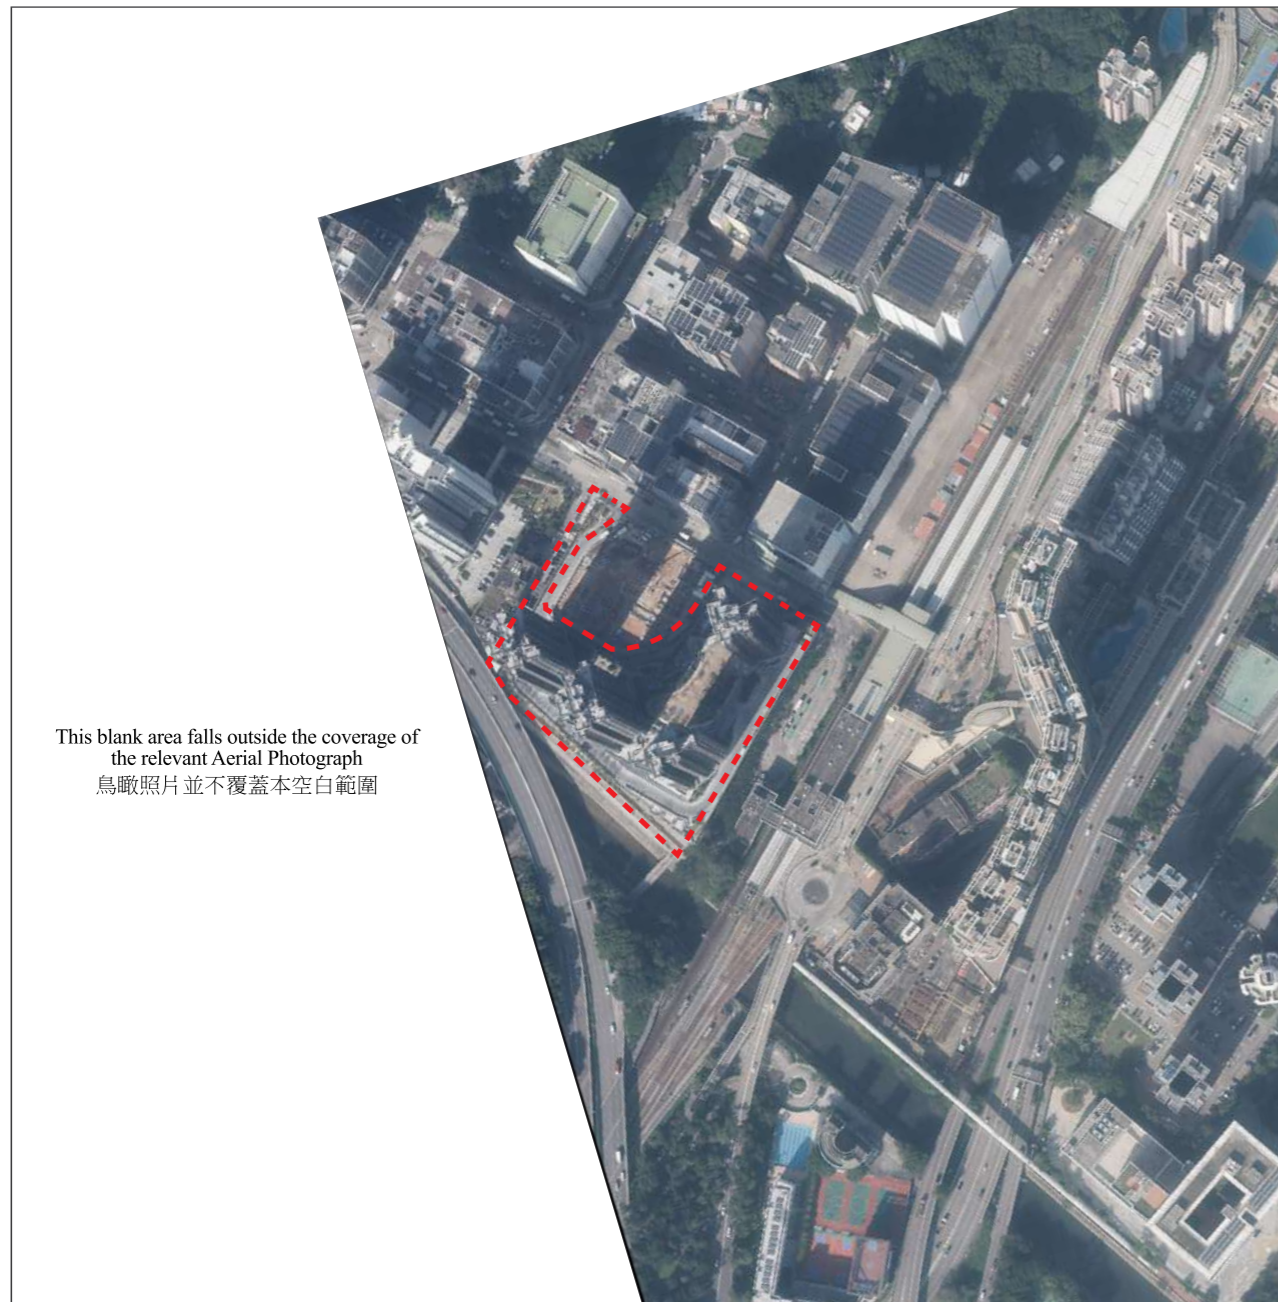 This blank area falls outside the coverage of
the relevant Aerial Photograph
鳥瞰照片並不覆蓋本空白範圍